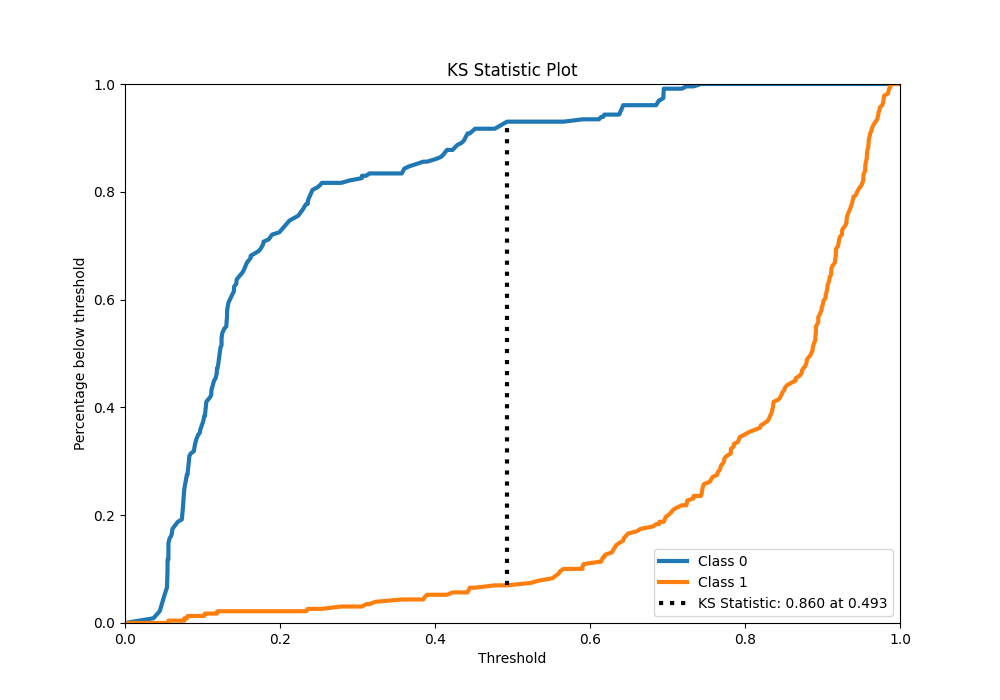 KS Statistic Plot
1.0
0.8
0.6
0.4
0.2
0.0
Percentage below threshold
0.0 0.2 0.4 0.6 0.8 1.0
Threshold
Class 0
Class 1
KS Statistic: 0.860 at 0.493